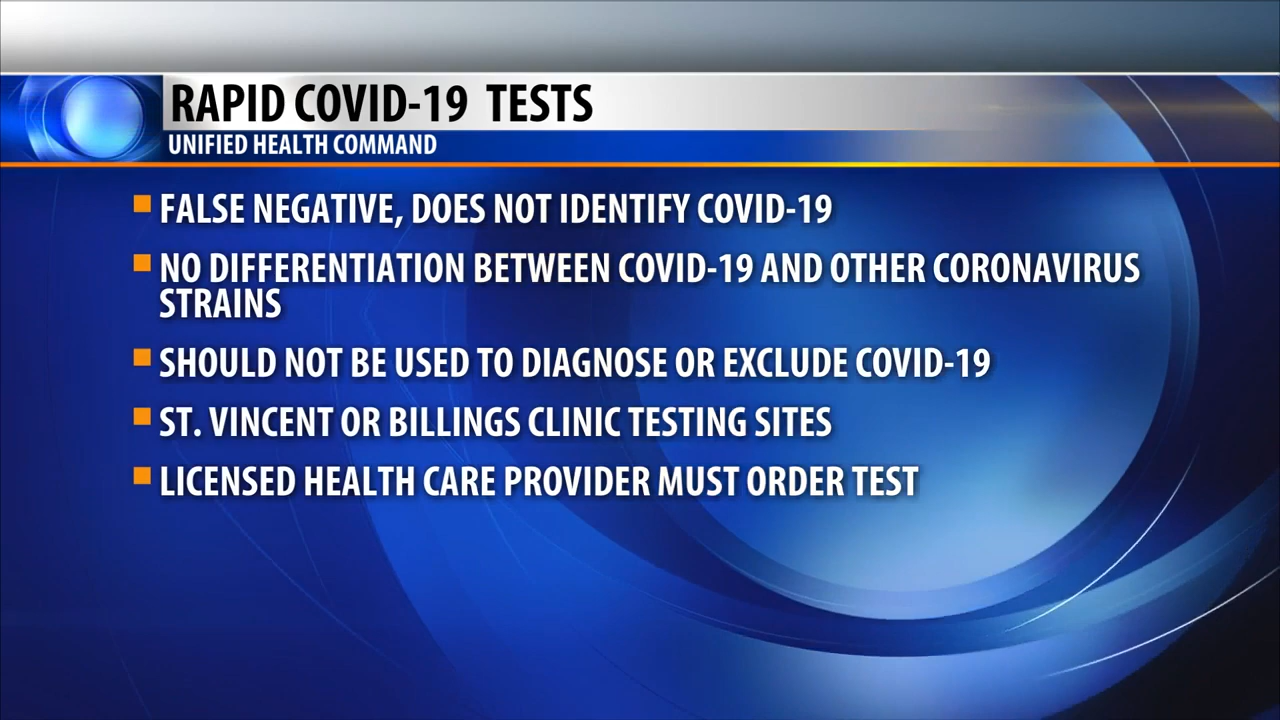 RAPID COVID-19 TESTS
UNIFIED HEALTH COMMAND
FALSE NEGATIVE, DOES NOT IDENTIFY COVID-19
NO DIFFERENTIATION BETWEEN COVID-19 AND OTHER CORONAVIRUS
STRAINS
SHOULD NOT BE USED TO DIAGNOSE OR EXCLUDE COVID-19
ST. VINCENT OR BILLINGS CLINIC TESTING SITES
LICENSED HEALTH CARE PROVIDER MUST ORDER TEST